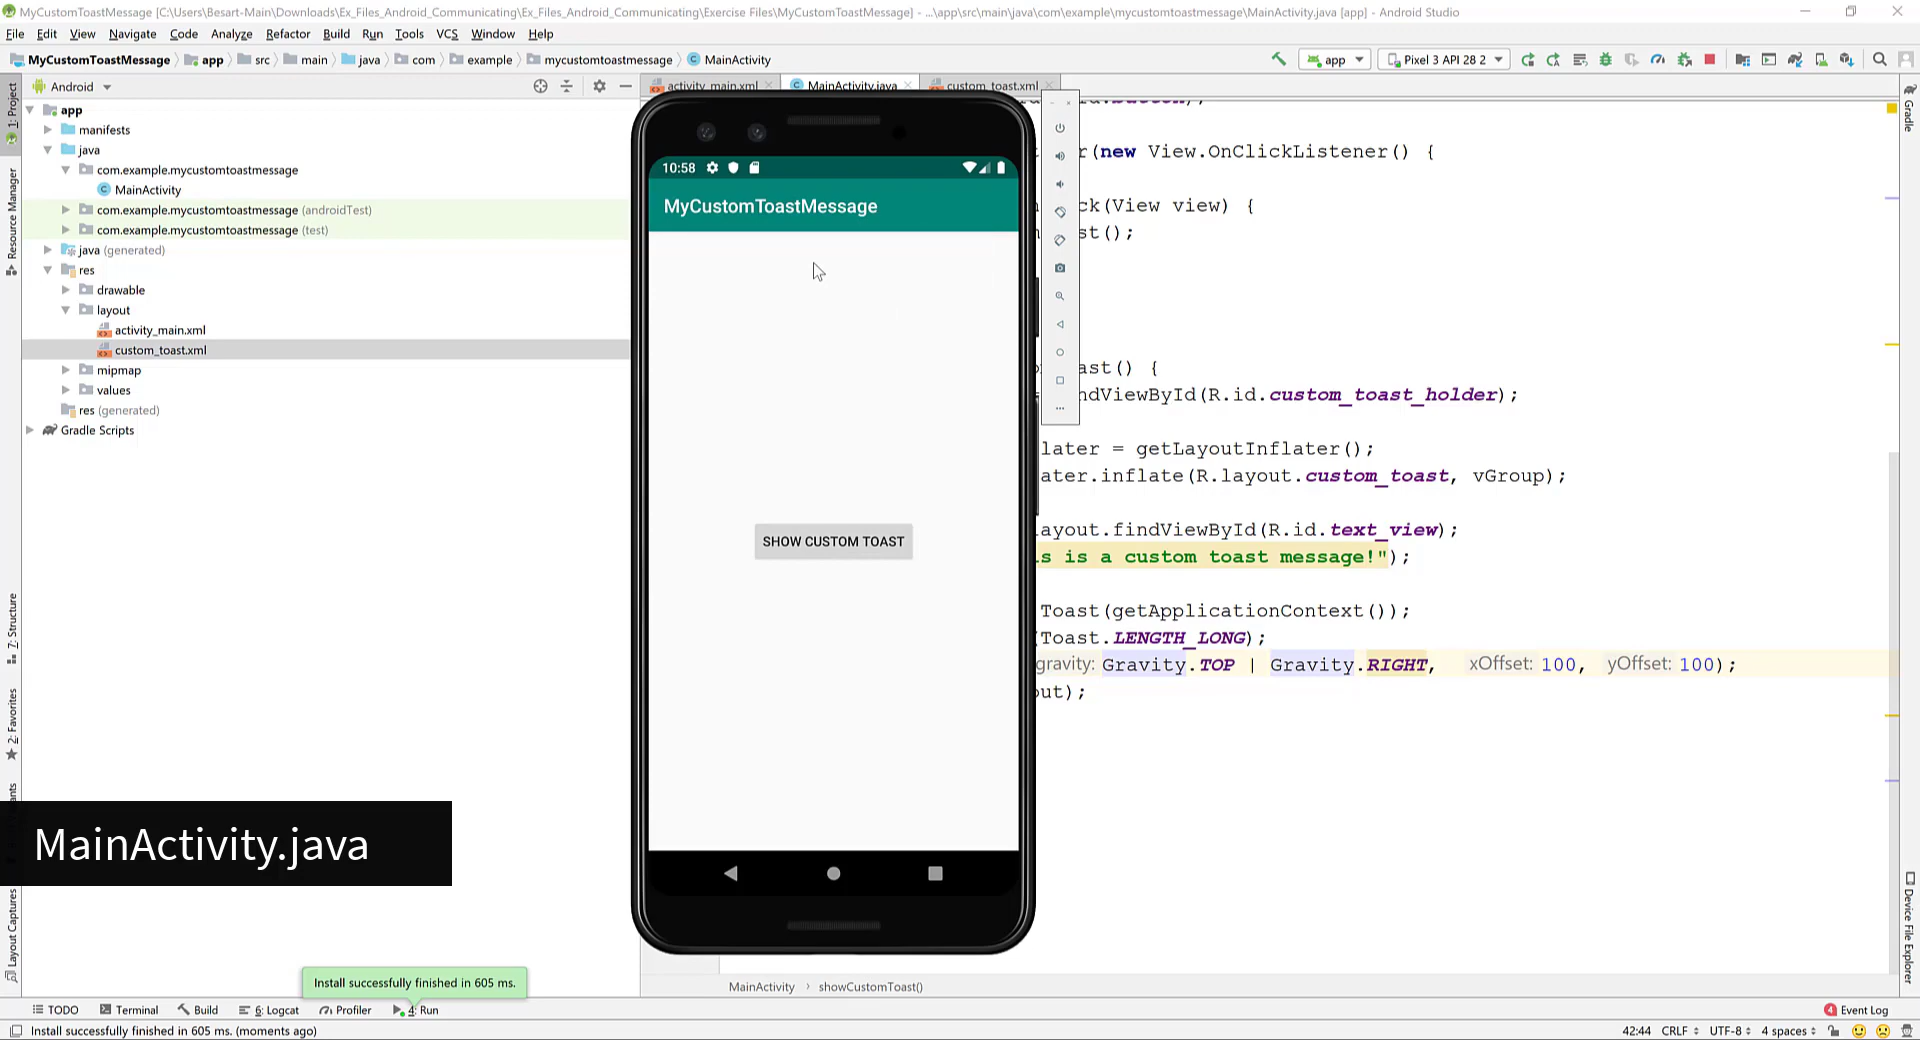 MyCustomToastMessage [C:\Users\Besart-Main\Downloads\Ex_Files_Android_Communicating\Ex_Files_Android_Communicating\Exercise Files\MyCustomToastMessage] - ...\app\src\main\java\com\example\mycustomtoastmessage\MainActivity.java [app] - Android Studio
File Edit View Navigate Code Analyze Refactor Build Run Tools VCS Window Help
MyCustomToastMessage app src main java com example mycustomtoastmessage MainActivity app Pixel 3 API 28 2
1: Project
Android
activity_main.xml MainActivity.java custom_toast.xml
Gradle
app
manifests
java
com.example.mycustomtoastmessage
MainActivity
com.example.mycustomtoastmessage (androidTest)
com.example.mycustomtoastmessage (test)
java (generated)
res
drawable
layout
activity_main.xml
custom_toast.xml
mipmap
values
res (generated)
Gradle Scripts
Resource Manager
7: Structure
2: Favorites
Layout Captures
10:58
MyCustomToastMessage
SHOW CUSTOM TOAST
r(new View.OnClickListener() {
ck(View view) {
st();
ast() {
ndViewById(R.id.custom_toast_holder);
later = getLayoutInflater();
ater.inflate(R.layout.custom_toast, vGroup);
ayout.findViewById(R.id.text_view);
s is a custom toast message!");
Toast(getApplicationContext());
(Toast.LENGTH_LONG);
gravity: Gravity.TOP | Gravity.RIGHT, xOffset: 100, yOffset: 100);
out);
MainActivity.java
Device File Explorer
Install successfully finished in 605 ms.
MainActivity showCustomToast()
TODO Terminal Build 6: Logcat Profiler 4: Run 4 Event Log
Install successfully finished in 605 ms. (moments ago) 42:44 CRLF UTF-8 4 spaces